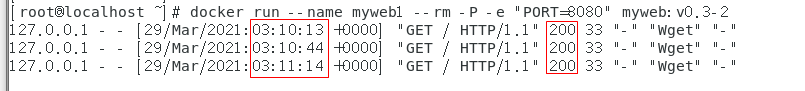 [root@localhost ~]# docker run --name myweb1 --rm -P -e "PORT=8080" myweb:v0.3-2
127.0.0.1 - - [29/Mar/2021:03:10:13 +0000] "GET / HTTP/1.1" 200 33 "-" "Wget" "-"
127.0.0.1 - - [29/Mar/2021:03:10:44 +0000] "GET / HTTP/1.1" 200 33 "-" "Wget" "-"
127.0.0.1 - - [29/Mar/2021:03:11:14 +0000] "GET / HTTP/1.1" 200 33 "-" "Wget" "-"